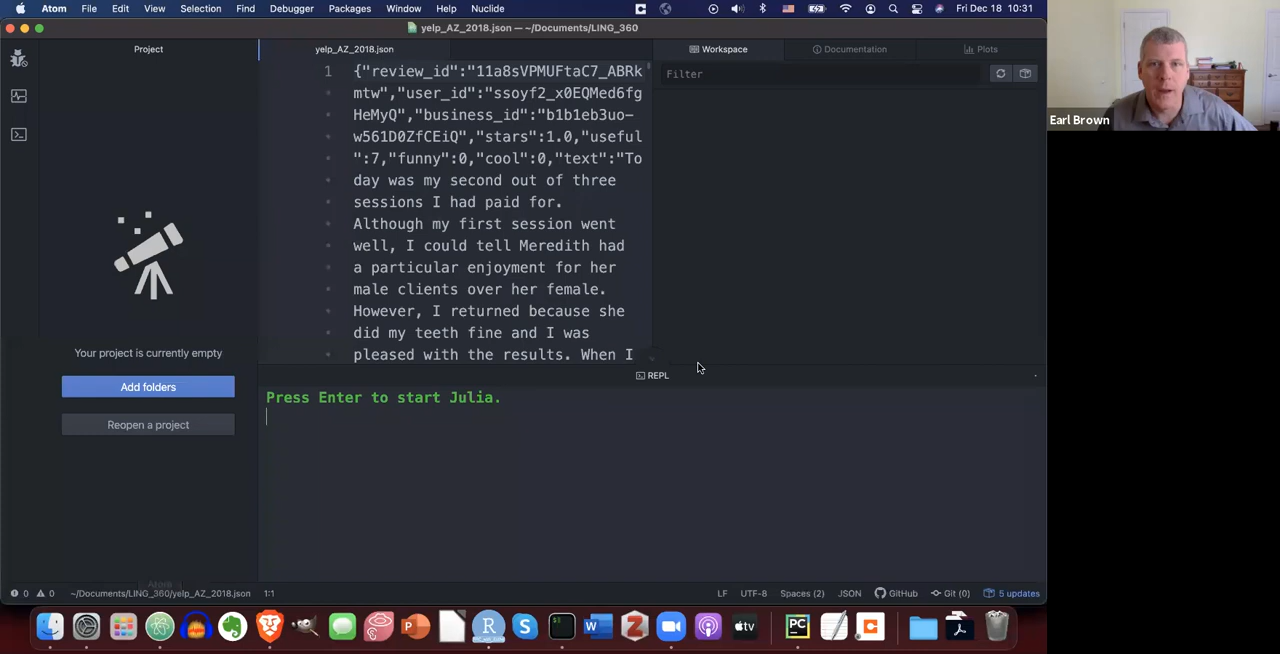 Atom File Edit View Selection Find Debugger Packages Window Help Nuclide Fri Dec 18 10:31
yelp_AZ_2018.json — ~/Documents/LING_360
Project
yelp_AZ_2018.json
Workspace
Documentation
Plots
Filter
1 {"review_id":"11a8sVPMUFtaC7_ABRk
mtw","user_id":"ssoyf2_x0EQMed6fg
HeMyQ","business_id":"b1b1eb3uo-
w561D0ZfCEiQ","stars":1.0,"useful
":7,"funny":0,"cool":0,"text":"To
day was my second out of three
sessions I had paid for.
Although my first session went
well, I could tell Meredith had
a particular enjoyment for her
male clients over her female.
However, I returned because she
did my teeth fine and I was
pleased with the results. When I
Your project is currently empty
Add folders
Reopen a project
REPL
Press Enter to start Julia.
Earl Brown
0 0 ~/Documents/LING_360/yelp_AZ_2018.json 1:1 LF UTF-8 Spaces (2) JSON GitHub Git (0) 5 updates
R
S
W
Z
tv
PC